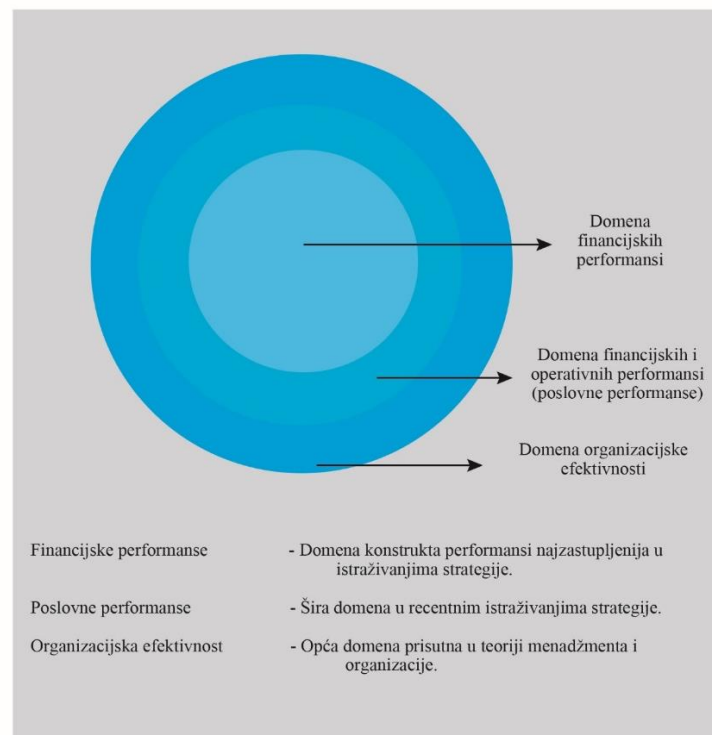 Domena
financijskih
performansi
Domena financijskih i
operativnih performansi
(poslovne performanse)
Domena organizacijske
efektivnosti
Financijske performanse - Domena konstrukta performansi najzastupljenija u
istraživanjima strategije.
Poslovne performanse - Šira domena u recentnim istraživanjima strategije.
Organizacijska efektivnost - Opća domena prisutna u teoriji menadžmenta i
organizacije.